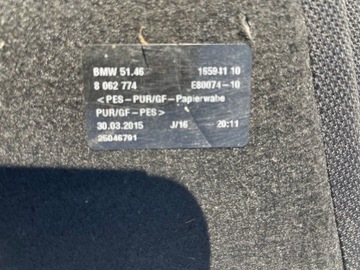 BMW 51.46 165941 10
8 062 774 E80074-10
<PES-PUR/GF-Papierwabe
PUR/GF-PES>
30.03.2015 J/16 20:11
25046791